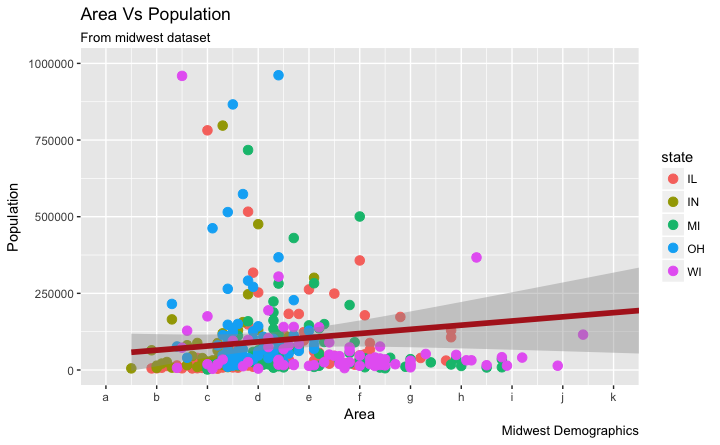 Area Vs Population
From midwest dataset
1000000
750000
500000
250000
0
Population
a b c d e f g h i j k
Area
state
IL
IN
MI
OH
WI
Midwest Demographics